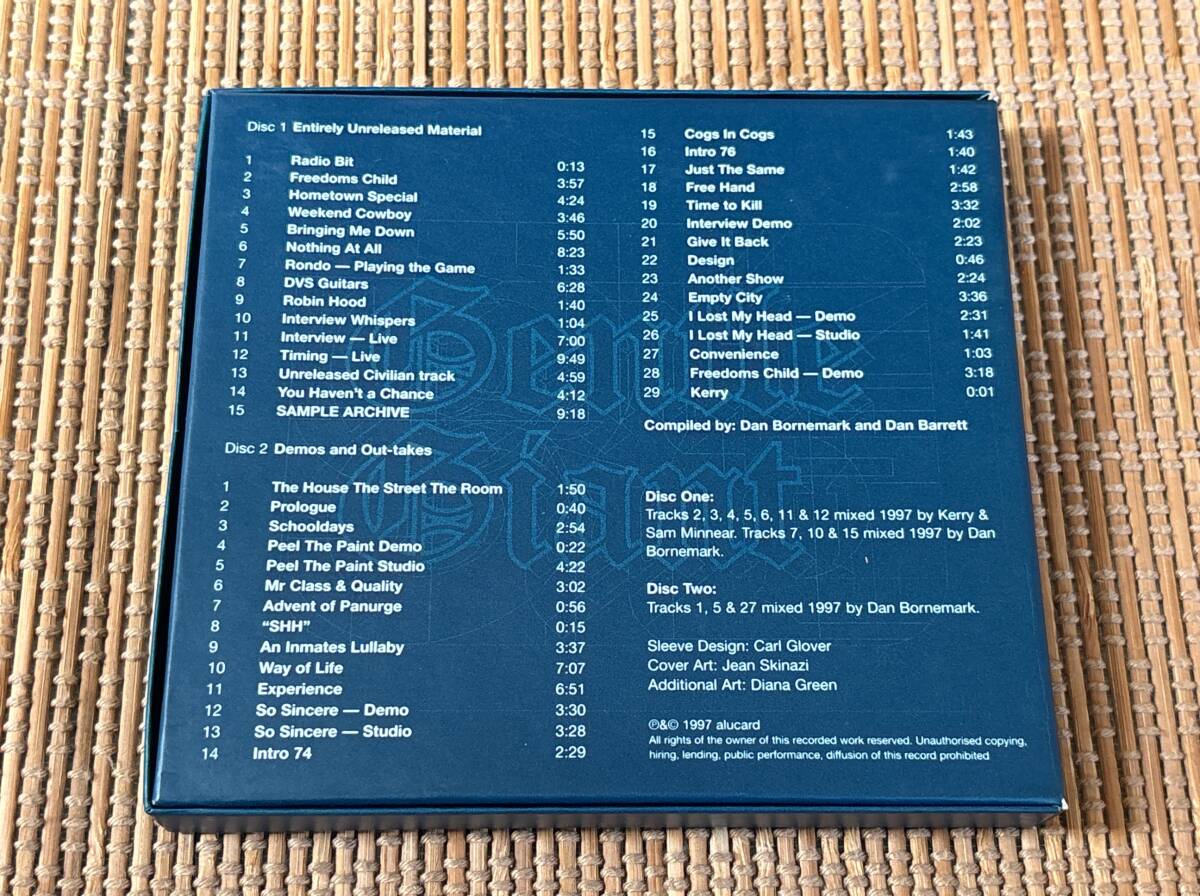 Disc 1 Entirely Unreleased Material
1 Radio Bit 0:13
2 Freedoms Child 3:57
3 Hometown Special 4:24
4 Weekend Cowboy 3:46
5 Bringing Me Down 5:50
6 Nothing At All 8:23
7 Rondo — Playing the Game 1:33
8 DVS Guitars 6:28
9 Robin Hood 1:40
10 Interview Whispers 1:04
11 Interview — Live 7:00
12 Timing — Live 9:49
13 Unreleased Civilian track 4:59
14 You Haven't a Chance 4:12
15 SAMPLE ARCHIVE 9:18
Disc 2 Demos and Out-takes
1 The House The Street The Room 1:50
2 Prologue 0:40
3 Schooldays 2:54
4 Peel The Paint Demo 0:22
5 Peel The Paint Studio 4:22
6 Mr Class & Quality 3:02
7 Advent of Panurge 0:56
8 “SHH” 0:15
9 An Inmates Lullaby 3:37
10 Way of Life 7:07
11 Experience 6:51
12 So Sincere — Demo 3:30
13 So Sincere — Studio 3:28
14 Intro 74 2:29
15 Cogs In Cogs 1:43
16 Intro 76 1:40
17 Just The Same 1:42
18 Free Hand 2:58
19 Time to Kill 3:32
20 Interview Demo 2:02
21 Give It Back 2:23
22 Design 0:46
23 Another Show 2:24
24 Empty City 3:36
25 I Lost My Head — Demo 2:31
26 I Lost My Head — Studio 1:41
27 Convenience 1:03
28 Freedoms Child — Demo 3:18
29 Kerry 0:01
Compiled by: Dan Bornemark and Dan Barrett
Disc One:
Tracks 2, 3, 4, 5, 6, 11 & 12 mixed 1997 by Kerry &
Sam Minnear. Tracks 7, 10 & 15 mixed 1997 by Dan
Bornemark.
Disc Two:
Tracks 1, 5 & 27 mixed 1997 by Dan Bornemark.
Sleeve Design: Carl Glover
Cover Art: Jean Skinazi
Additional Art: Diana Green
℗&© 1997 alucard
All rights of the owner of this recorded work reserved. Unauthorised copying,
hiring, lending, public performance, diffusion of this record prohibited
Gentle
Giant